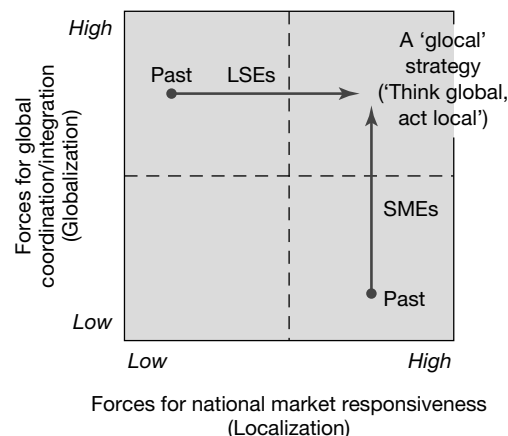 High
A ‘glocal’
strategy
(‘Think global,
act local’)
Past
LSEs
Forces for global
coordination/integration
(Globalization)
SMEs
Past
Low
Low
High
Forces for national market responsiveness
(Localization)